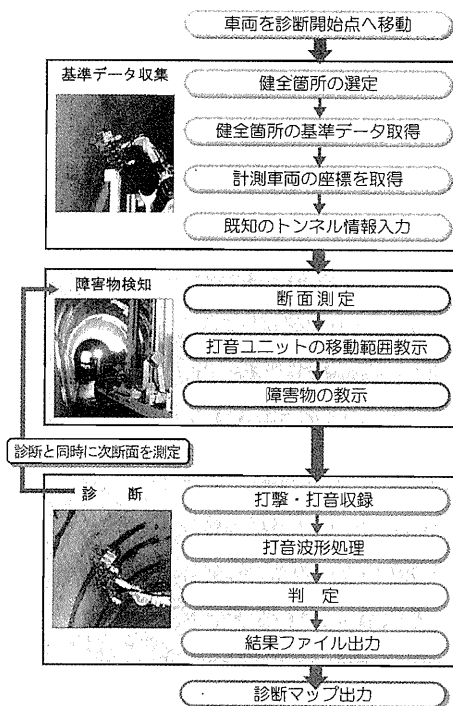 車両を診断開始点へ移動
基準データ収集
健全箇所の選定
健全箇所の基準データ取得
計測車両の座標を取得
既知のトンネル情報入力
障害物検知
断面測定
打音ユニットの移動範囲教示
障害物の教示
診断と同時に次断面を測定
診 断
打撃・打音収録
打音波形処理
判 定
結果ファイル出力
診断マップ出力